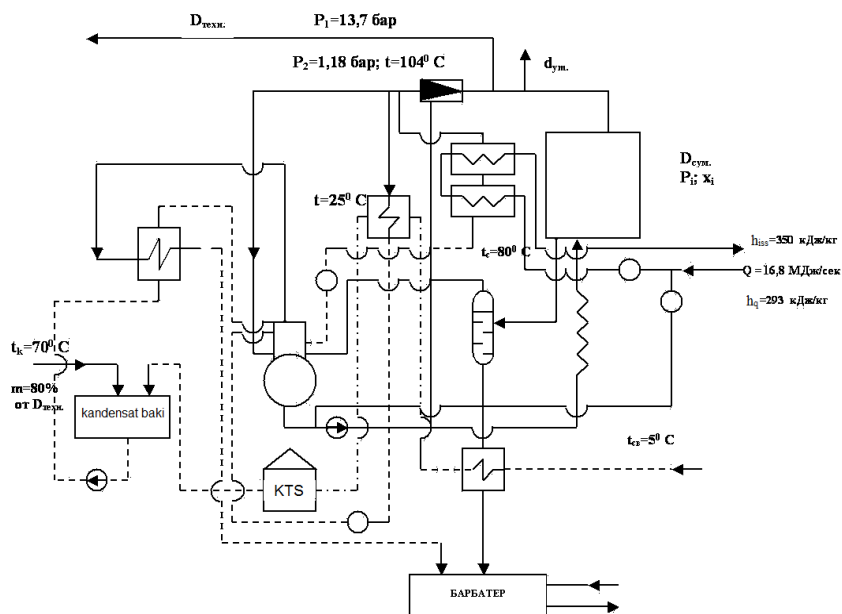 Dтехн.
P₁=13,7 бар
P₂=1,18 бар; t=104⁰ C
dут.
Dсум.
Pᵢ; xᵢ
t=25⁰ C
tс=80⁰ C
hiss=350 кДж/кг
Q = 16,8 МДж/сек
hq=293 кДж/кг
tк=70⁰ C
m=80%
от Dтехн.
kandensat baki
KTS
tсв=5⁰ C
БАРБАТЕР